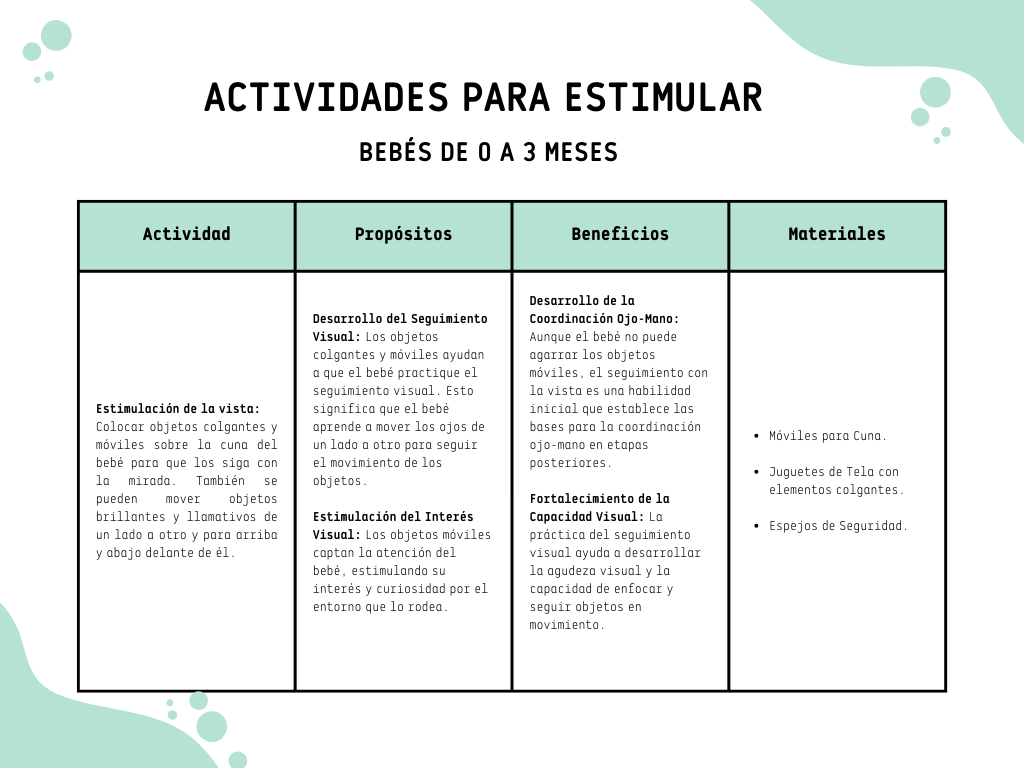 ACTIVIDADES PARA ESTIMULAR
BEBÉS DE 0 A 3 MESES
Actividad
Propósitos
Beneficios
Materiales
Estimulación de la vista:
Colocar objetos colgantes y
móviles sobre la cuna del
bebé para que los siga con
la mirada. También se
pueden mover objetos
brillantes y llamativos de
un lado a otro y para arriba
y abajo delante de él.
Desarrollo del Seguimiento
Visual: Los objetos
colgantes y móviles ayudan
a que el bebé practique el
seguimiento visual. Esto
significa que el bebé
aprende a mover los ojos de
un lado a otro para seguir
el movimiento de los
objetos.
Estimulación del Interés
Visual: Los objetos móviles
captan la atención del
bebé, estimulando su
interés y curiosidad por el
entorno que lo rodea.
Desarrollo de la
Coordinación Ojo-Mano:
Aunque el bebé no puede
agarrar los objetos
móviles, el seguimiento con
la vista es una habilidad
inicial que establece las
bases para la coordinación
ojo-mano en etapas
posteriores.
Fortalecimiento de la
Capacidad Visual: La
práctica del seguimiento
visual ayuda a desarrollar
la agudeza visual y la
capacidad de enfocar y
seguir objetos en
movimiento.
• Móviles para Cuna.
• Juguetes de Tela con
elementos colgantes.
• Espejos de Seguridad.